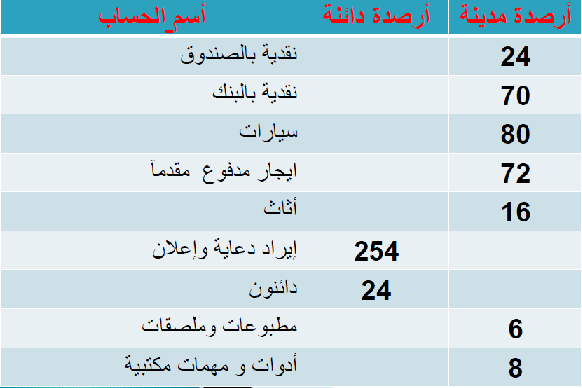 أرصدة مدينة أرصدة دائنة أسم الحساب
24 نقدية بالصندوق
70 نقدية بالبنك
80 سيارات
72 ايجار مدفوع مقدمآ
16 أثاث
254 إيراد دعاية وإعلان
24 دائنون
6 مطبوعات وملصقات
8 أدوات و مهمات مكتبية